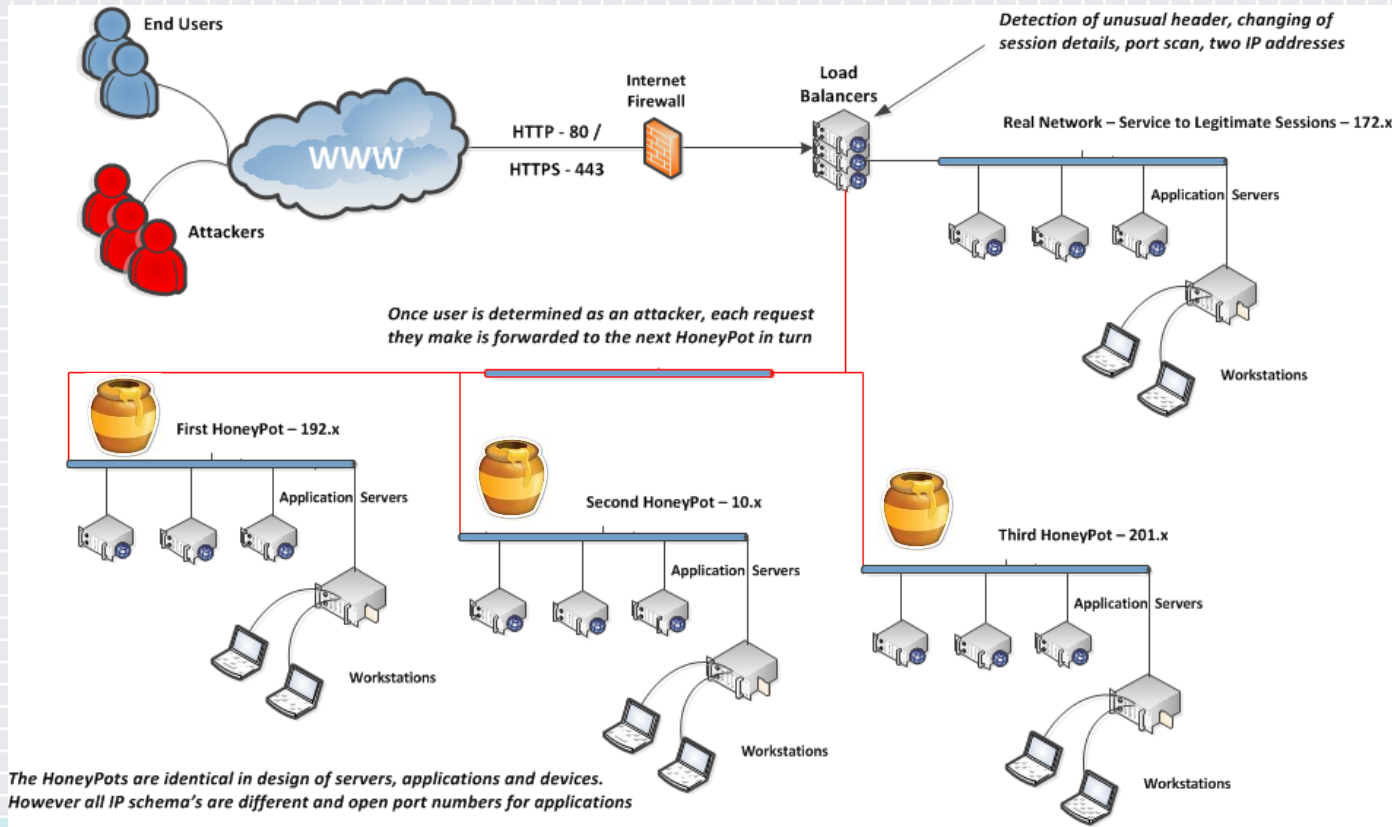 End Users
Attackers
WWW
HTTP - 80 /
HTTPS - 443
Internet
Firewall
Load
Balancers
Detection of unusual header, changing of
session details, port scan, two IP addresses
Real Network – Service to Legitimate Sessions – 172.x
Application Servers
Workstations
Once user is determined as an attacker, each request
they make is forwarded to the next HoneyPot in turn
First HoneyPot – 192.x
Application Servers
Workstations
Second HoneyPot – 10.x
Application Servers
Workstations
Third HoneyPot – 201.x
Application Servers
Workstations
The HoneyPots are identical in design of servers, applications and devices.
However all IP schema's are different and open port numbers for applications